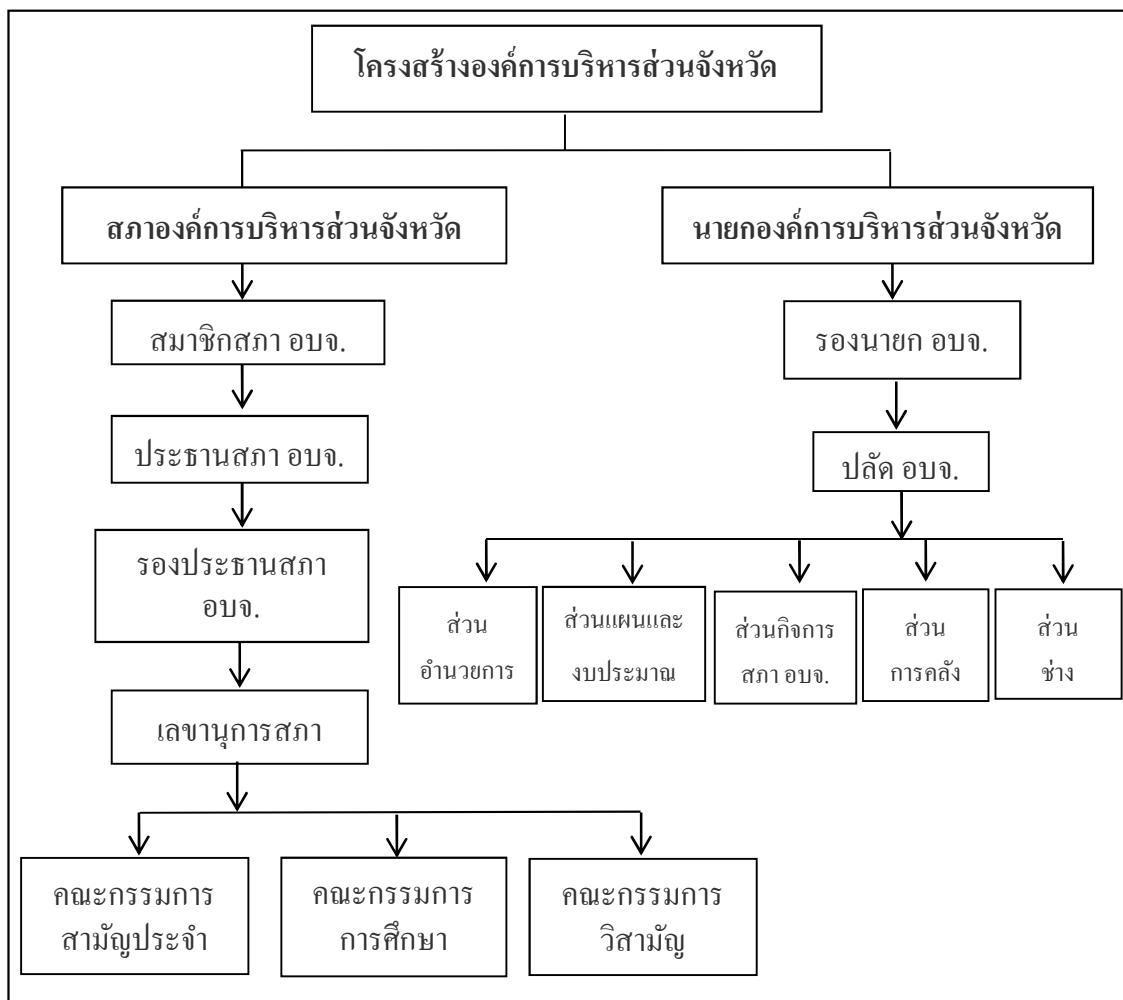 โครงสร้างองค์การบริหารส่วนจังหวัด
สภาองค์การบริหารส่วนจังหวัด
นายกองค์การบริหารส่วนจังหวัด
สมาชิกสภา อบจ.
รองนายก อบจ.
ประธานสภา อบจ.
ปลัด อบจ.
รองประธานสภา
อบจ.
ส่วน
อำนวยการ
ส่วนแผนและ
งบประมาณ
ส่วนกิจการ
สภา อบจ.
ส่วน
การคลัง
ส่วน
ช่าง
เลขานุการสภา
คณะกรรมการ
สามัญประจำ
คณะกรรมการ
การศึกษา
คณะกรรมการ
วิสามัญ